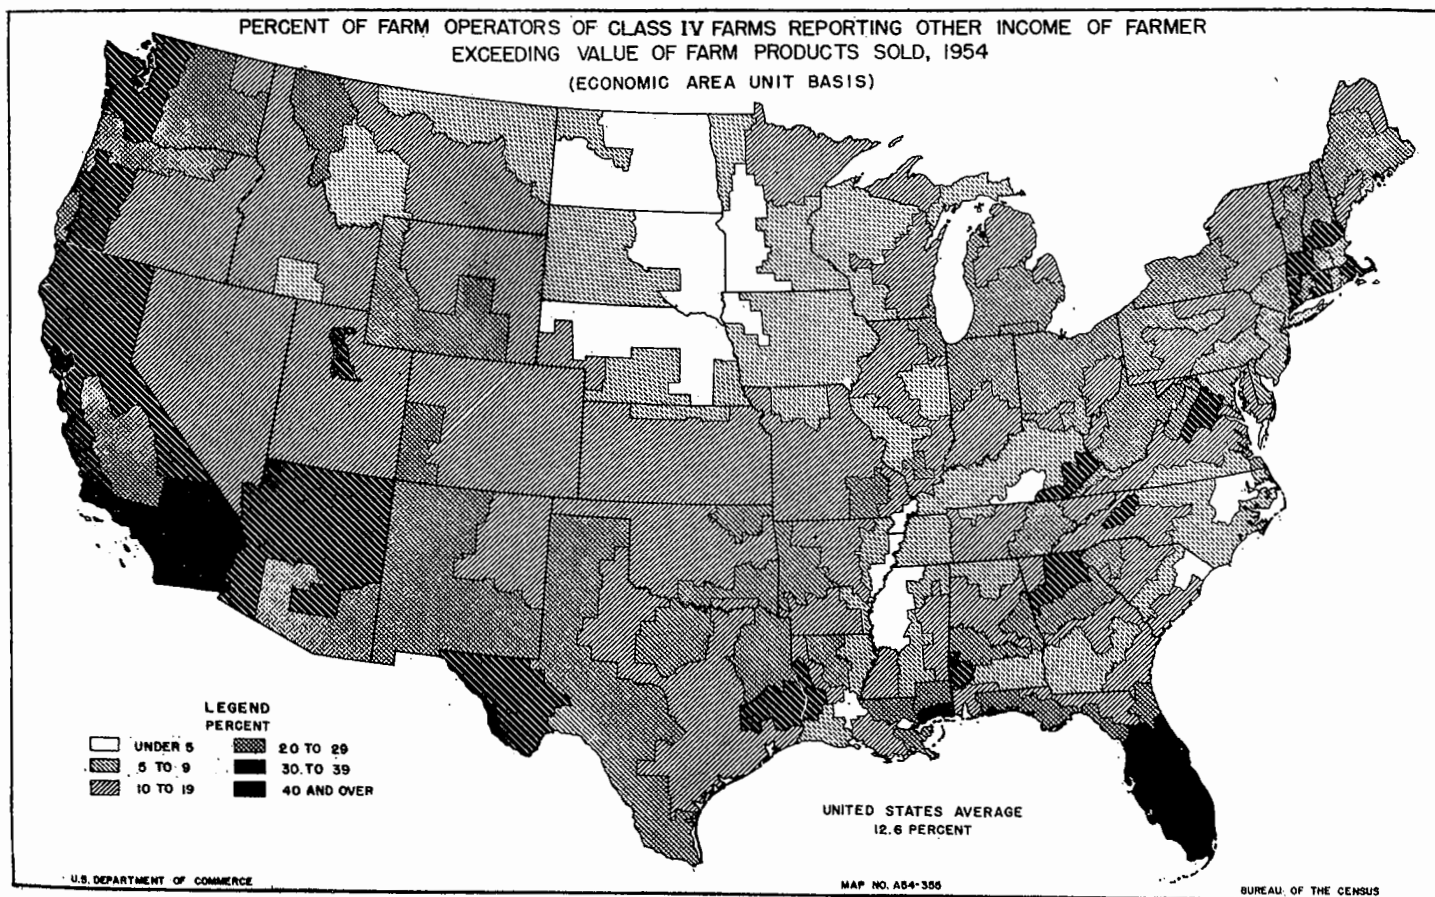 PERCENT OF FARM OPERATORS OF CLASS IV FARMS REPORTING OTHER INCOME OF FARMER
EXCEEDING VALUE OF FARM PRODUCTS SOLD, 1954
(ECONOMIC AREA UNIT BASIS)
LEGEND
PERCENT
UNDER 5
5 TO 9
10 TO 19
20 TO 29
30 TO 39
40 AND OVER
UNITED STATES AVERAGE
12.6 PERCENT
U.S. DEPARTMENT OF COMMERCE
MAP NO. A54-355
BUREAU OF THE CENSUS